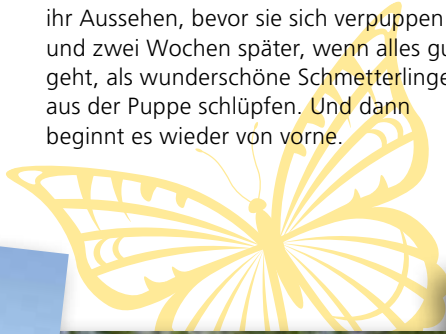 ihr Aussehen, bevor sie sich verpuppen
und zwei Wochen später, wenn alles gu
geht, als wunderschöne Schmetterlinge
aus der Puppe schlüpfen. Und dann
beginnt es wieder von vorne.